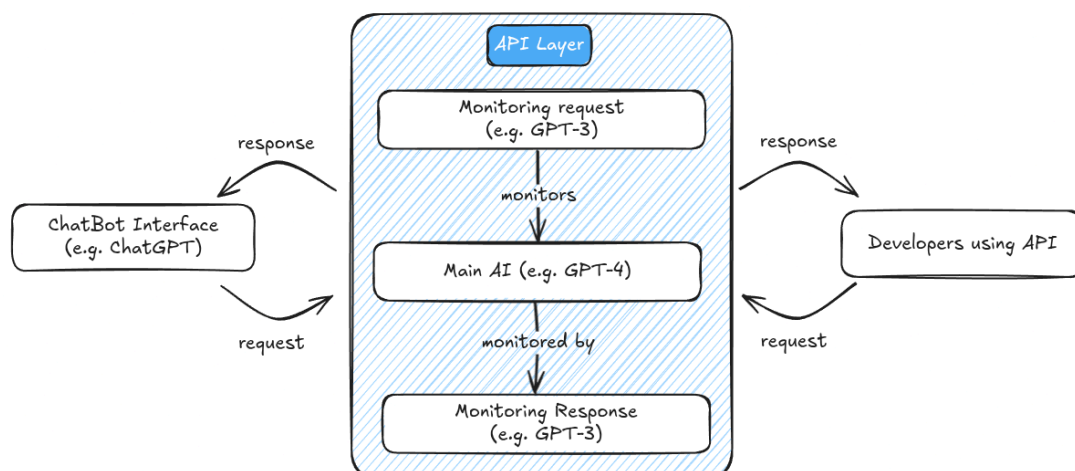 API Layer
Monitoring request
(e.g. GPT-3)
response
response
monitors
ChatBot Interface
(e.g. ChatGPT)
Developers using API
Main AI (e.g. GPT-4)
request
monitored by
request
Monitoring Response
(e.g. GPT-3)